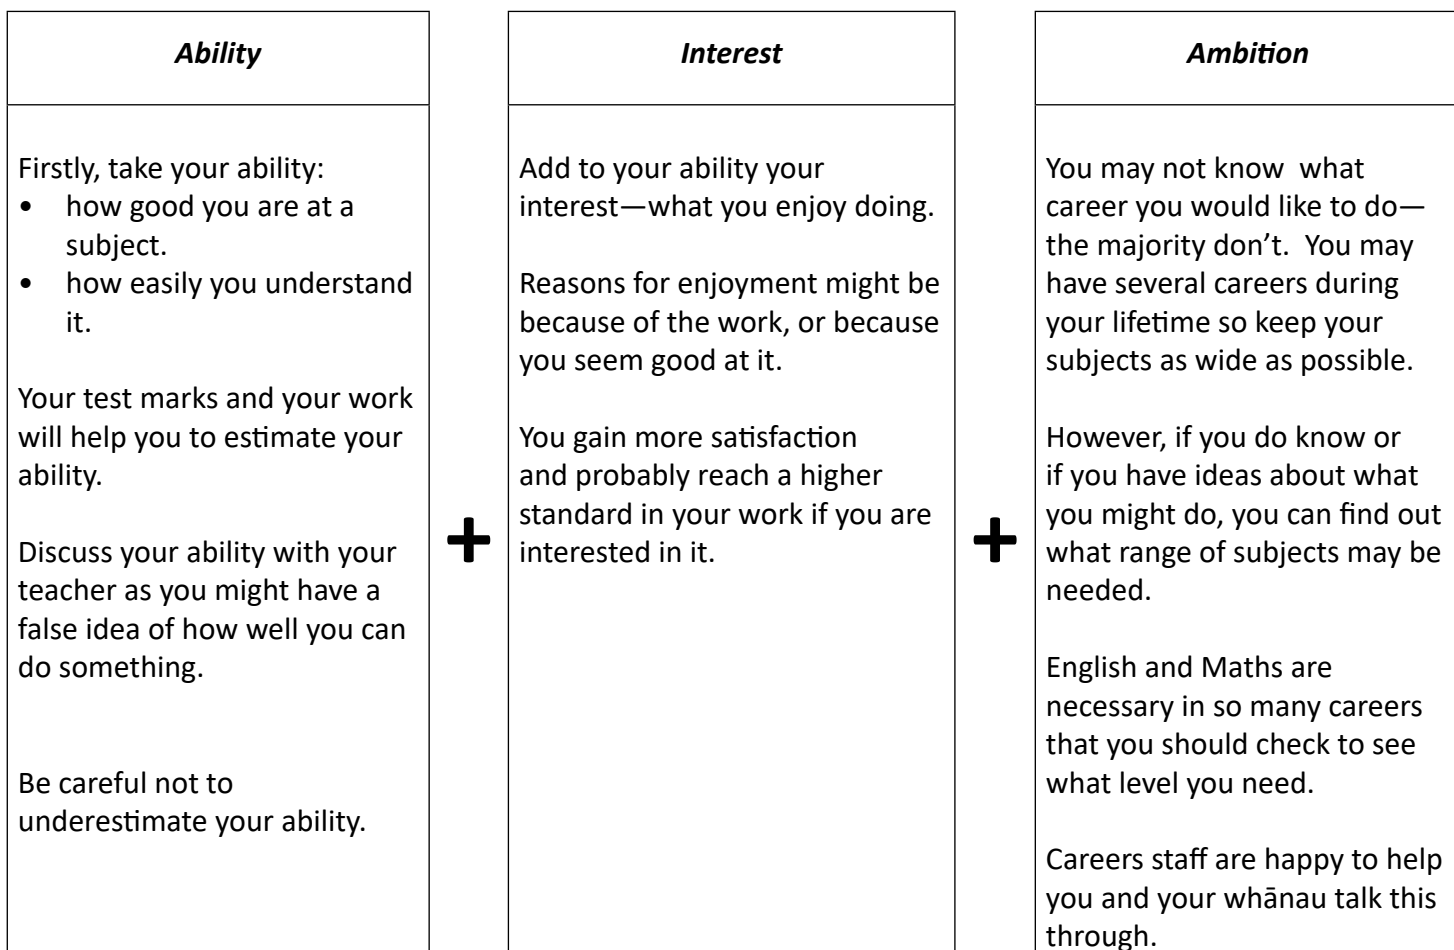 Ability
Firstly, take your ability:
• how good you are at a
subject.
• how easily you understand
it.
Your test marks and your work
will help you to estimate your
ability.
Discuss your ability with your
teacher as you might have a
false idea of how well you can
do something.
Be careful not to
underestimate your ability.
+
Interest
Add to your ability your
interest—what you enjoy doing.
Reasons for enjoyment might be
because of the work, or because
you seem good at it.
You gain more satisfaction
and probably reach a higher
standard in your work if you are
interested in it.
+
Ambition
You may not know  what
career you would like to do—
the majority don’t.  You may
have several careers during
your lifetime so keep your
subjects as wide as possible.
However, if you do know or
if you have ideas about what
you might do, you can find out
what range of subjects may be
needed.
English and Maths are
necessary in so many careers
that you should check to see
what level you need.
Careers staff are happy to help
you and your whānau talk this
through.